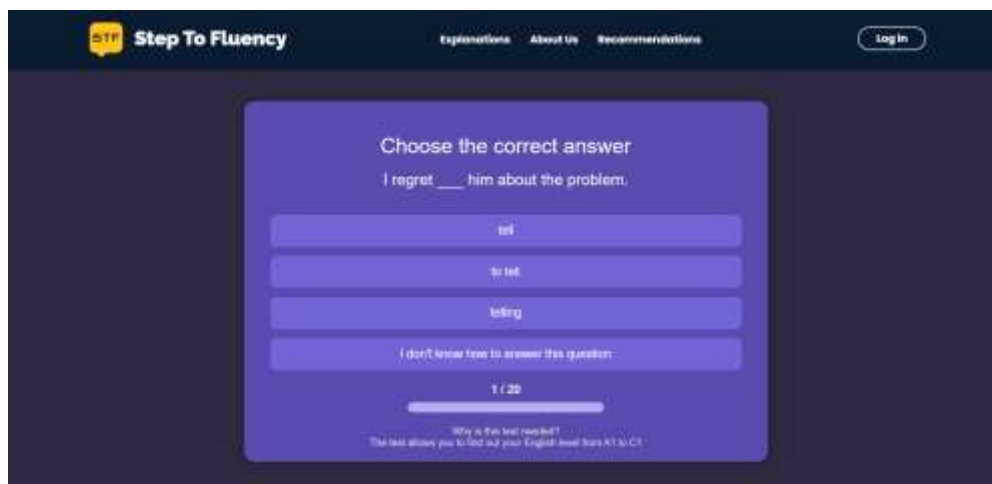 STF
Step To Fluency
Explanations About Us Recommendations
Log In
Choose the correct answer
I regret ___ him about the problem.
tell
to tell
telling
I don't know how to answer this question
1 / 20
Why is this test needed?
The test allows you to find out your English level from A1 to C1